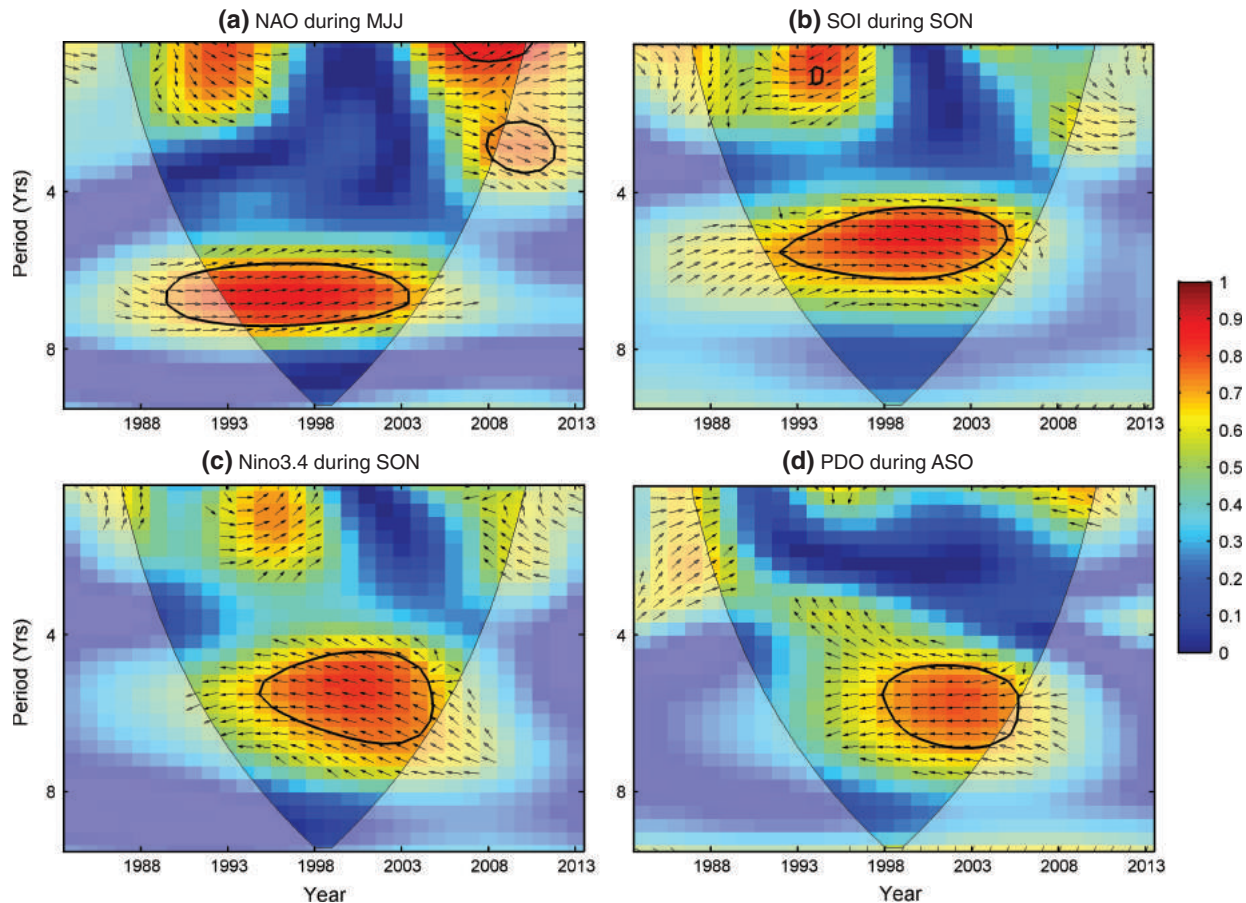 (a) NAO during MJJ
(b) SOI during SON
Period (Yrs)
4
8
1988 1993 1998 2003 2008 2013
4
8
1988 1993 1998 2003 2008 2013
(c) Nino3.4 during SON
(d) PDO during ASO
Period (Yrs)
4
8
1988 1993 1998 2003 2008 2013
Year
4
8
1988 1993 1998 2003 2008 2013
Year
1
0.9
0.8
0.7
0.6
0.5
0.4
0.3
0.2
0.1
0